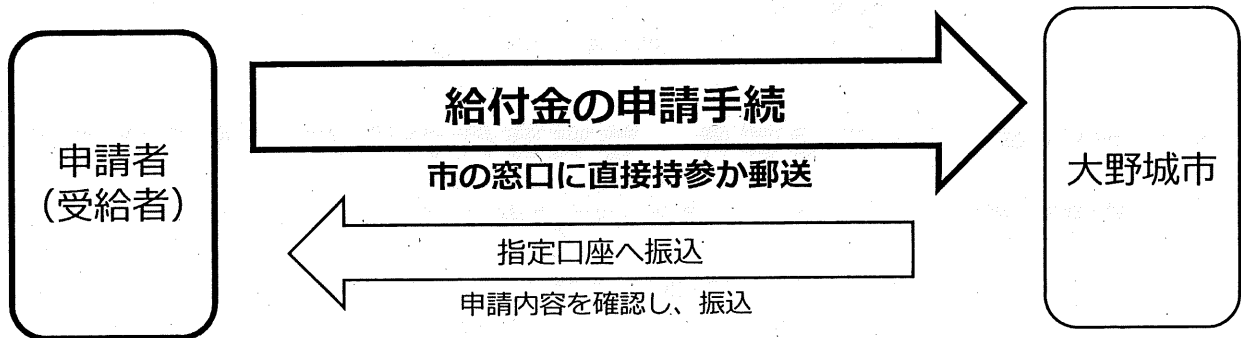 給付金の申請手続
市の窓口に直接持参か郵送
申請者
（受給者）
大野城市
指定口座へ振込
申請内容を確認し、振込